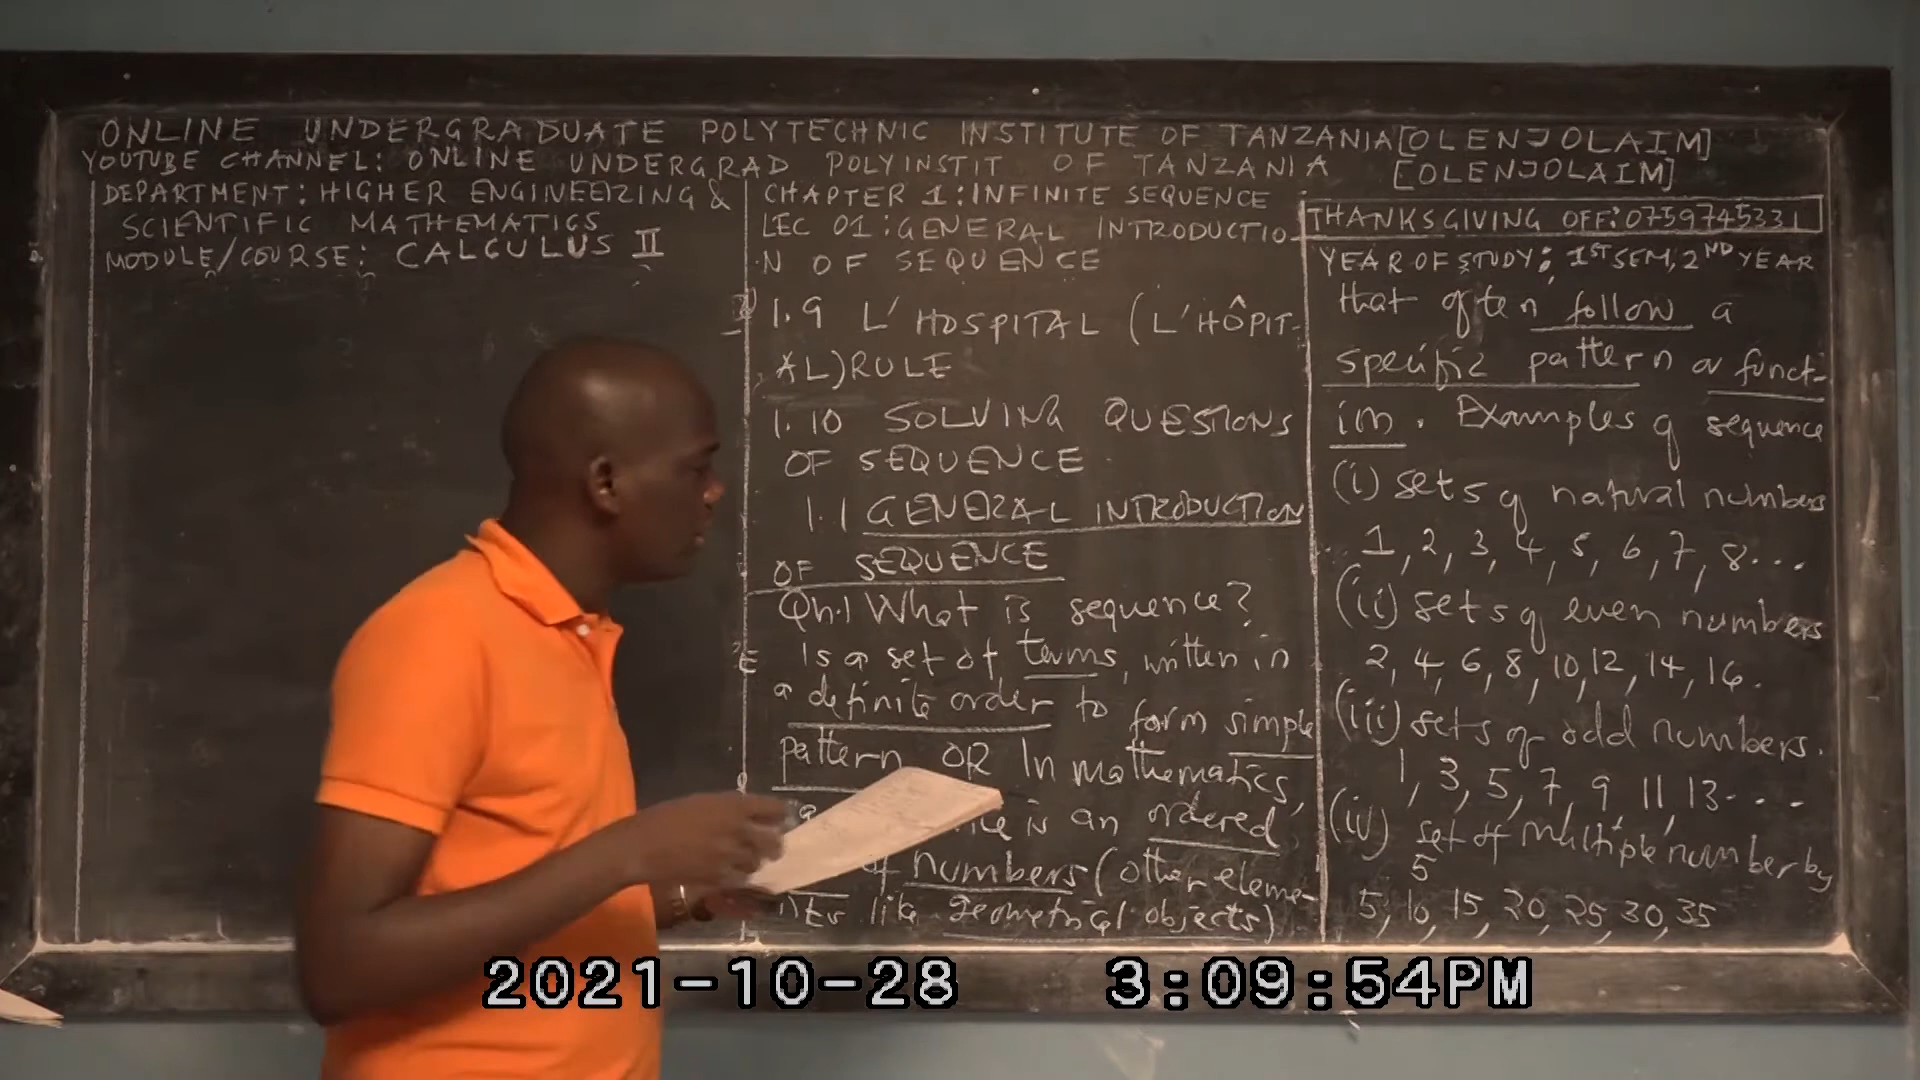 ONLINE UNDERGRADUATE POLYTECHNIC INSTITUTE OF TANZANIA [OLENJOLAIM]
YOUTUBE CHANNEL: ONLINE UNDERGRAD POLYINSTIT OF TANZANIA [OLENJOLAIM]
DEPARTMENT: HIGHER ENGINEERING &
SCIENTIFIC MATHEMATICS
MODULE/COURSE: CALCULUS II
CHAPTER 1: INFINITE SEQUENCE
LEC 01: GENERAL INTRODUCTIO-
N OF SEQUENCE
1.9 L'HOSPITAL (L'HÔPIT-
AL) RULE
1.10 SOLVING QUESTIONS
OF SEQUENCE
1.1 GENERAL INTRODUCTION
OF SEQUENCE
Qn.1 What is sequence?
Is a set of terms, written in
a definite order to form simple
pattern OR In mathematics,
is an ordered
of numbers (other eleme-
nts like geometrical objects)
THANKSGIVING OFF: 0759745331
YEAR OF STUDY: 1ST SEM, 2ND YEAR
that often follow a
specific pattern or funct-
ion. Examples of sequence
(i) sets of natural numbers
1, 2, 3, 4, 5, 6, 7, 8...
(ii) sets of even numbers
2, 4, 6, 8, 10, 12, 14, 16.
(iii) sets of odd numbers.
1, 3, 5, 7, 9, 11, 13....
(iv) set of multiple number by
5
5, 10, 15, 20, 25, 30, 35
2021-10-28 3:09:54PM